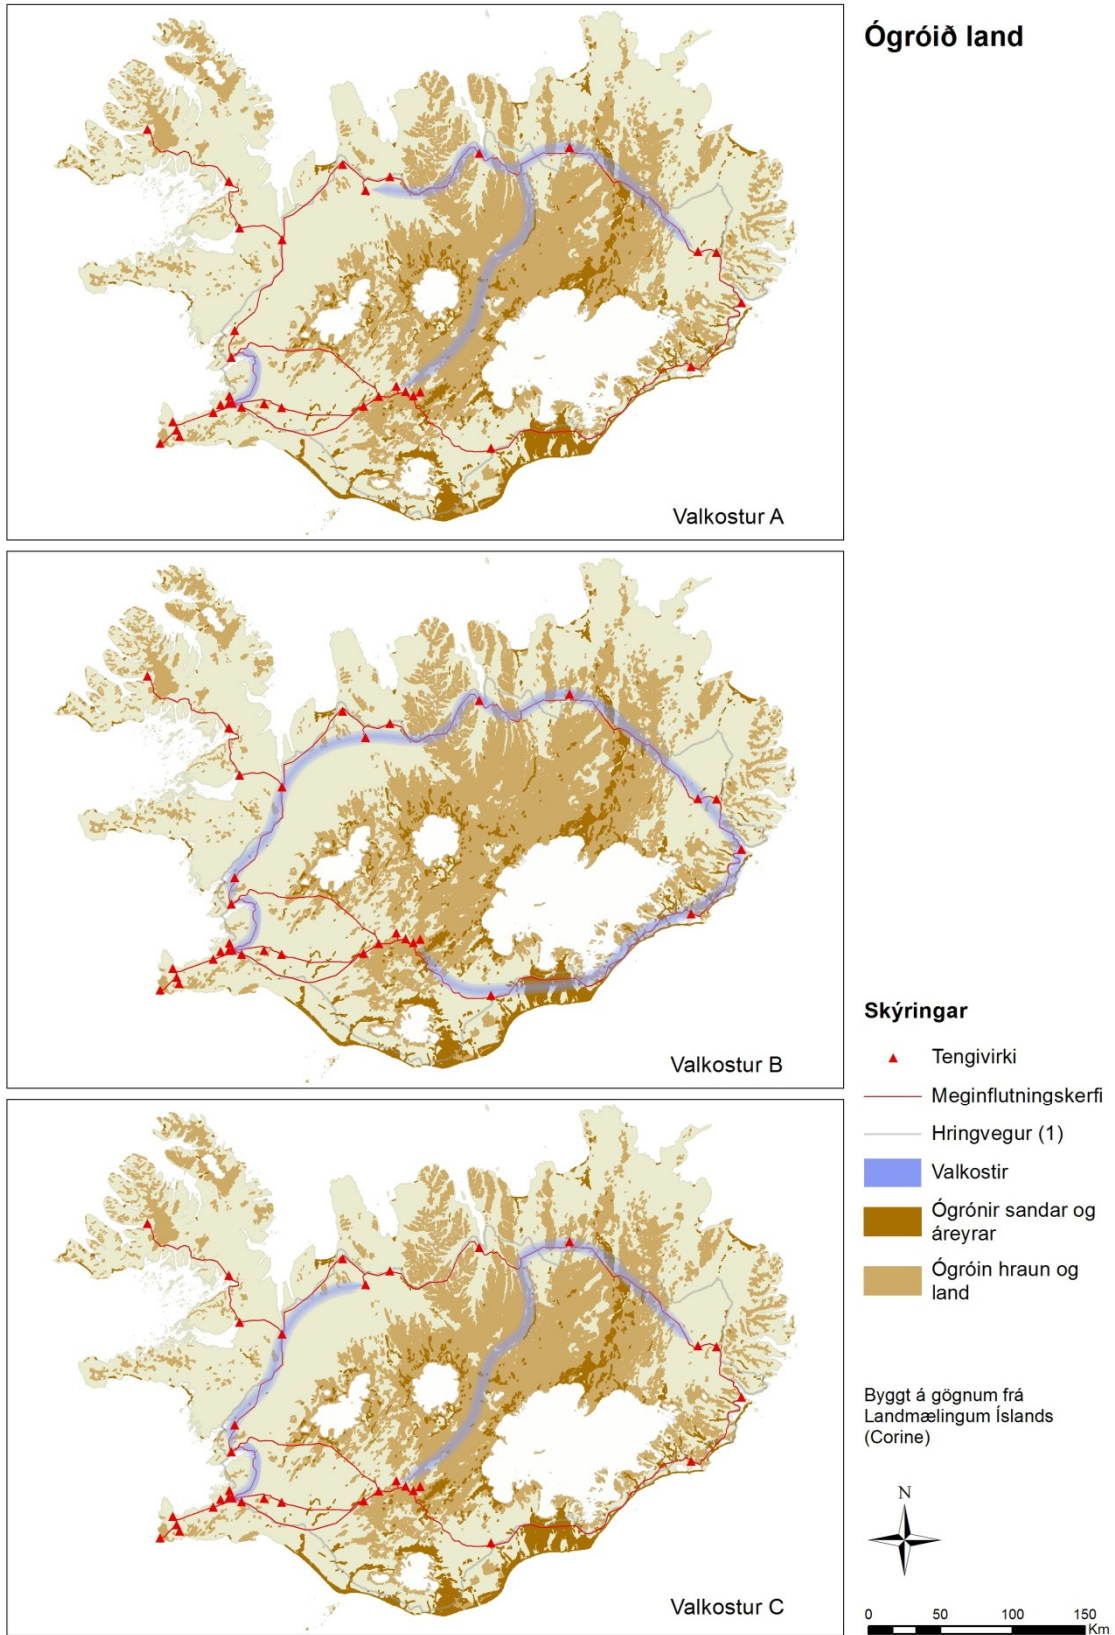 Ógróið land
Valkostur A
Valkostur B
Valkostur C
Skýringar
Tengivirki
Meginflutningskerfi
Hringvegur (1)
Valkostir
Ógrónir sandar og
áreyrar
Ógróin hraun og
land
Byggt á gögnum frá
Landmælingum Íslands
(Corine)
N
0 50 100 150
Km